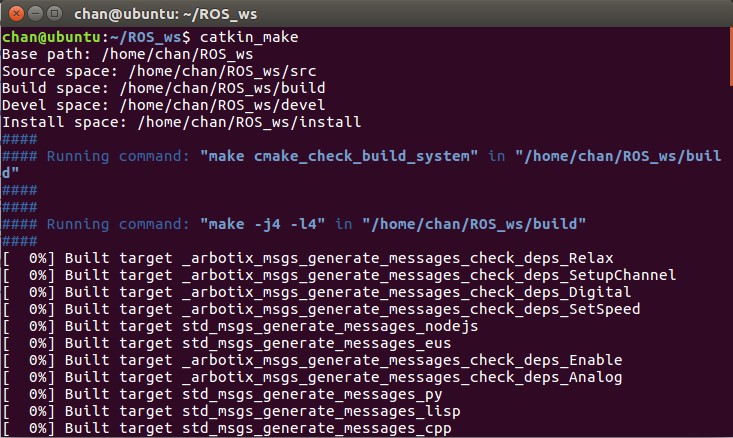 chan@ubuntu: ~/ROS_ws
chan@ubuntu:~/ROS_ws$ catkin_make
Base path: /home/chan/ROS_ws
Source space: /home/chan/ROS_ws/src
Build space: /home/chan/ROS_ws/build
Devel space: /home/chan/ROS_ws/devel
Install space: /home/chan/ROS_ws/install
####
#### Running command: "make cmake_check_build_system" in "/home/chan/ROS_ws/buil
d"
####
####
#### Running command: "make -j4 -l4" in "/home/chan/ROS_ws/build"
####
[  0%] Built target _arbotix_msgs_generate_messages_check_deps_Relax
[  0%] Built target _arbotix_msgs_generate_messages_check_deps_SetupChannel
[  0%] Built target _arbotix_msgs_generate_messages_check_deps_Digital
[  0%] Built target _arbotix_msgs_generate_messages_check_deps_SetSpeed
[  0%] Built target std_msgs_generate_messages_nodejs
[  0%] Built target std_msgs_generate_messages_eus
[  0%] Built target _arbotix_msgs_generate_messages_check_deps_Enable
[  0%] Built target _arbotix_msgs_generate_messages_check_deps_Analog
[  0%] Built target std_msgs_generate_messages_py
[  0%] Built target std_msgs_generate_messages_lisp
[  0%] Built target std_msgs_generate_messages_cpp